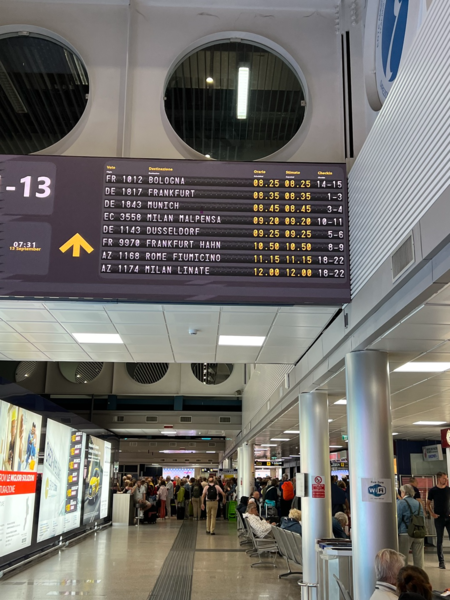 -13
07:31
13 September
Volo Destinazione Orario Ritardo Checkin
FR 1012 BOLOGNA 08.25 08.25 14-15
DE 1817 FRANKFURT 08.35 08.35 1-3
DE 1843 MUNICH 08.45 08.45 3-4
EC 3558 MILAN MALPENSA 09.20 09.20 10-11
DE 1143 DUSSELDORF 09.25 09.25 5-6
FR 9970 FRANKFURT HAHN 10.50 10.50 8-9
AZ 1168 ROME FIUMICINO 11.15 11.15 18-22
AZ 1174 MILAN LINATE 12.00 12.00 18-22
WiFi